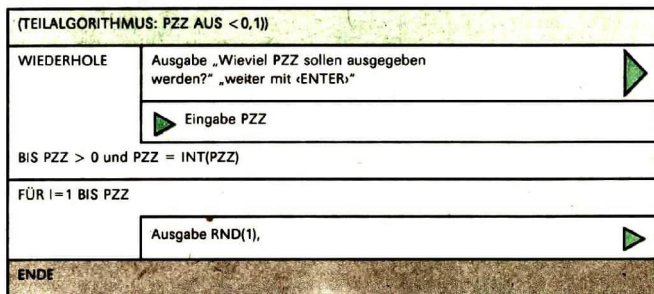 (TEILALGORITHMUS: PZZ AUS <0,1))
WIEDERHOLE
Ausgabe „Wieviel PZZ sollen ausgegeben
werden?“ „weiter mit ‹ENTER›“
Eingabe PZZ
BIS PZZ > 0 und PZZ = INT(PZZ)
FÜR I=1 BIS PZZ
Ausgabe RND(1),
ENDE